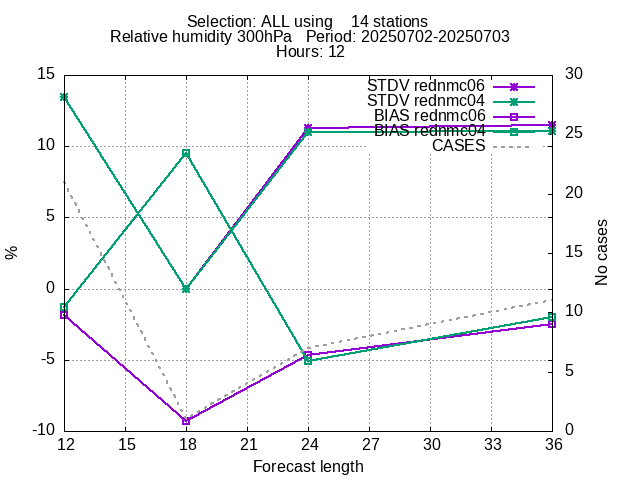 Selection: ALL using    14 stations
Relative humidity 300hPa   Period: 20250702-20250703
Hours: 12
15
10
5
0
-5
-10
30
25
20
15
10
5
0
STDV rednmc06
STDV rednmc04
BIAS rednmc06
BIAS rednmc04
CASES
%
No cases
12 15 18 21 24 27 30 33 36
Forecast length